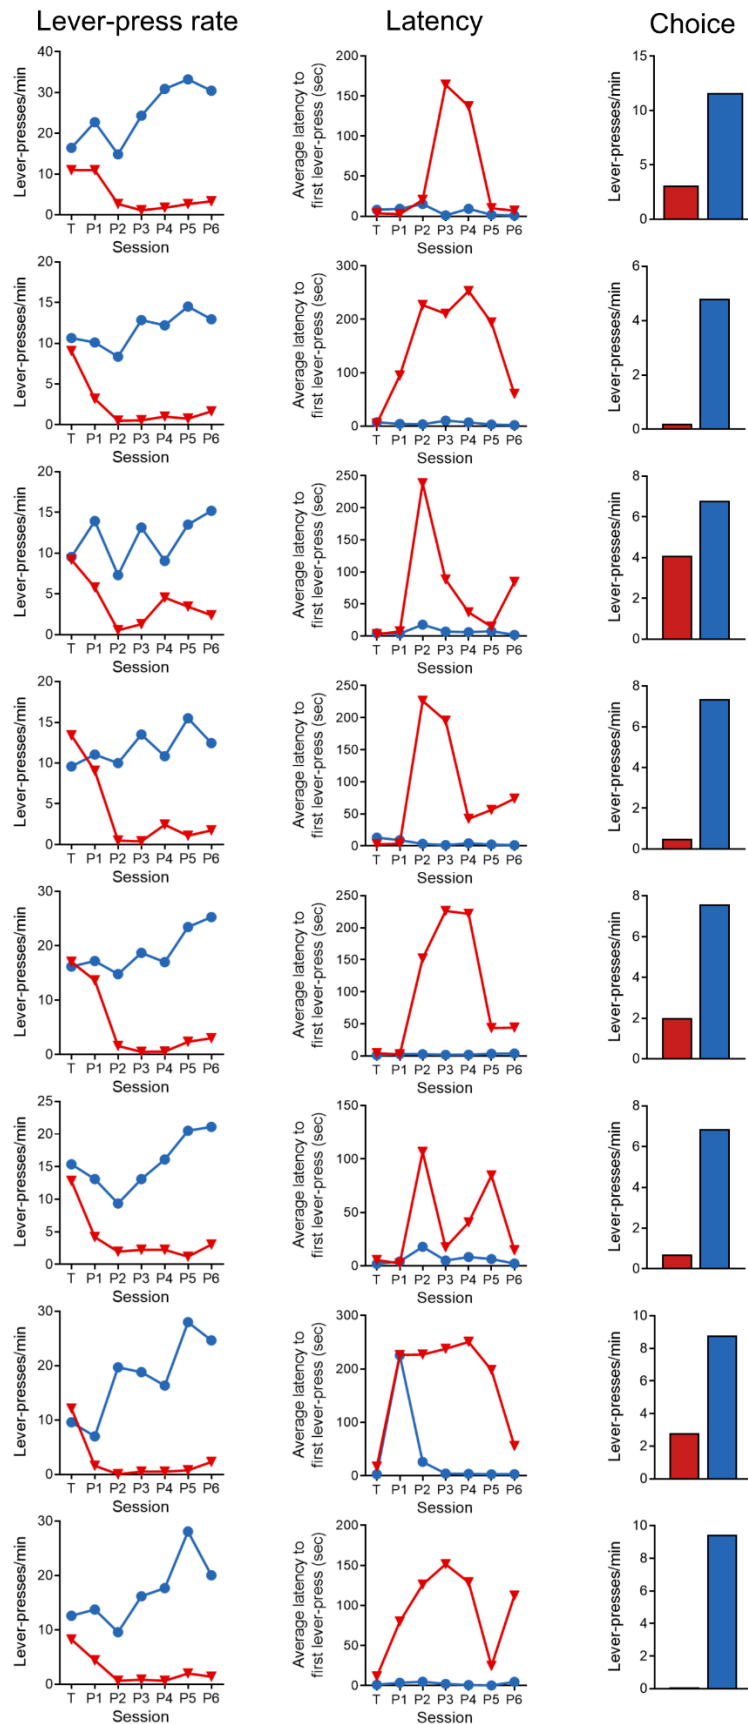 Lever-press rate Latency Choice
Lever-presses/min
40
30
20
10
0
T P1 P2 P3 P4 P5 P6
Session
Average latency to
first lever-press (sec)
200
150
100
50
0
T P1 P2 P3 P4 P5 P6
Session
Lever-presses/min
15
10
5
0
Lever-presses/min
20
15
10
5
0
T P1 P2 P3 P4 P5 P6
Session
Average latency to
first lever-press (sec)
300
200
100
0
T P1 P2 P3 P4 P5 P6
Session
Lever-presses/min
6
4
2
0
Lever-presses/min
20
15
10
5
0
T P1 P2 P3 P4 P5 P6
Session
Average latency to
first lever-press (sec)
250
200
150
100
50
0
T P1 P2 P3 P4 P5 P6
Session
Lever-presses/min
8
6
4
2
0
Lever-presses/min
20
15
10
5
0
T P1 P2 P3 P4 P5 P6
Session
Average latency to
first lever-press (sec)
250
200
150
100
50
0
T P1 P2 P3 P4 P5 P6
Session
Lever-presses/min
8
6
4
2
0
Lever-presses/min
30
20
10
0
T P1 P2 P3 P4 P5 P6
Session
Average latency to
first lever-press (sec)
250
200
150
100
50
0
T P1 P2 P3 P4 P5 P6
Session
Lever-presses/min
8
6
4
2
0
Lever-presses/min
25
20
15
10
5
0
T P1 P2 P3 P4 P5 P6
Session
Average latency to
first lever-press (sec)
150
100
50
0
T P1 P2 P3 P4 P5 P6
Session
Lever-presses/min
8
6
4
2
0
Lever-presses/min
30
20
10
0
T P1 P2 P3 P4 P5 P6
Session
Average latency to
first lever-press (sec)
300
200
100
0
T P1 P2 P3 P4 P5 P6
Session
Lever-presses/min
10
8
6
4
2
0
Lever-presses/min
30
20
10
0
T P1 P2 P3 P4 P5 P6
Session
Average latency to
first lever-press (sec)
200
150
100
50
0
T P1 P2 P3 P4 P5 P6
Session
Lever-presses/min
10
8
6
4
2
0